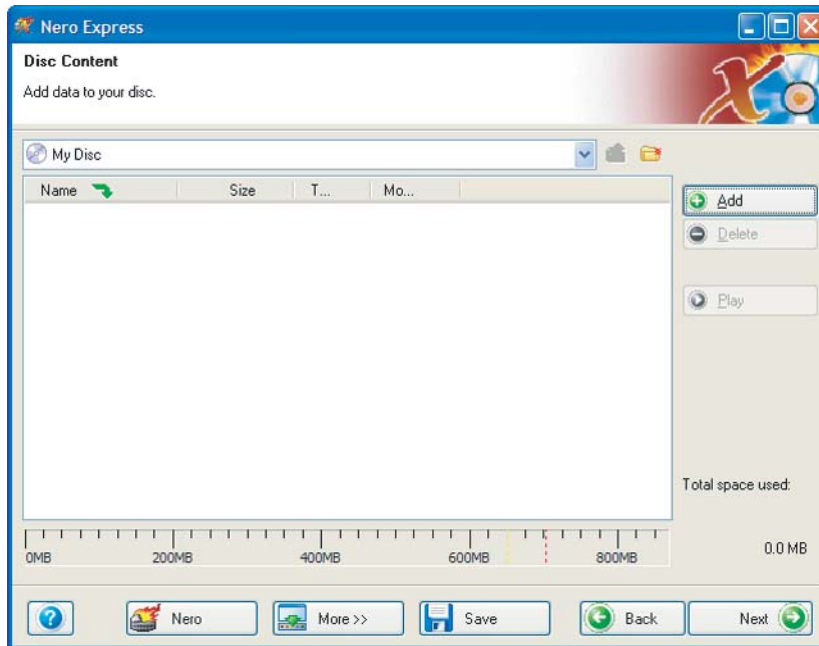 Nero Express
Disc Content
Add data to your disc.
My Disc
Name Size T... Mo...
Add
Delete
Play
Total space used:
0MB 200MB 400MB 600MB 800MB
0.0 MB
Nero More >> Save Back Next